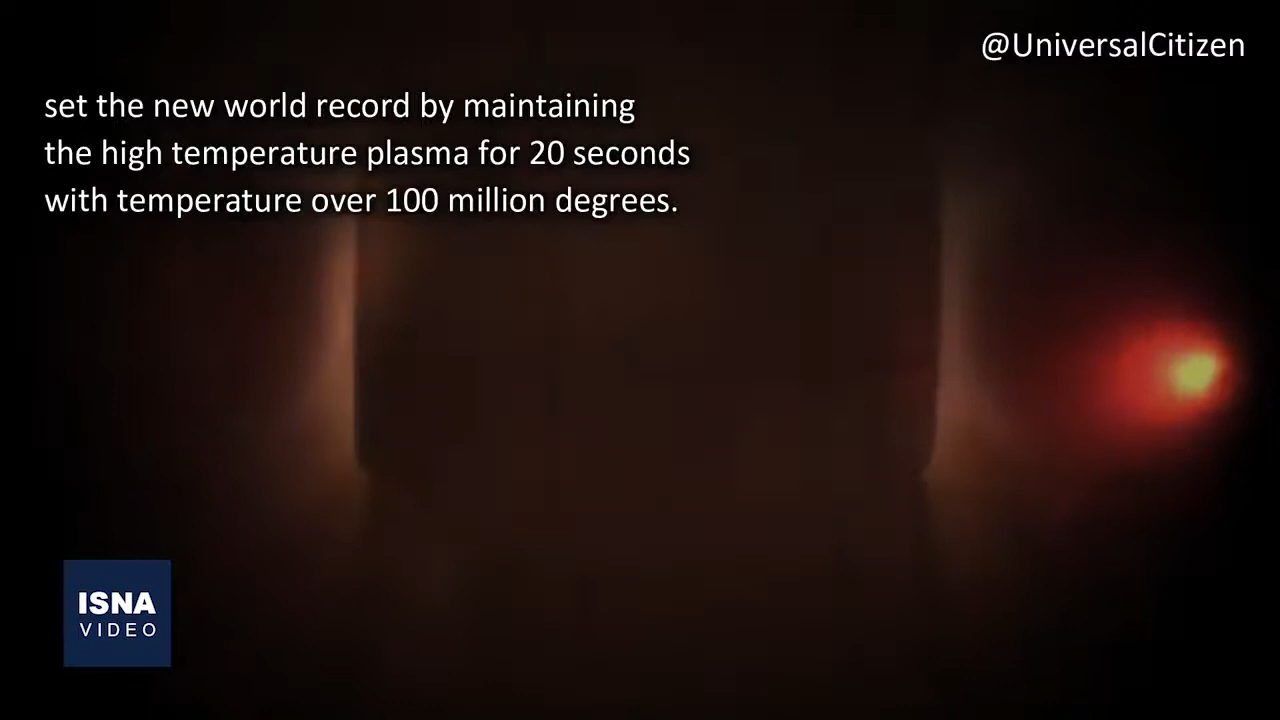 @UniversalCitizen
set the new world record by maintaining
the high temperature plasma for 20 seconds
with temperature over 100 million degrees.
ISNA
VIDEO